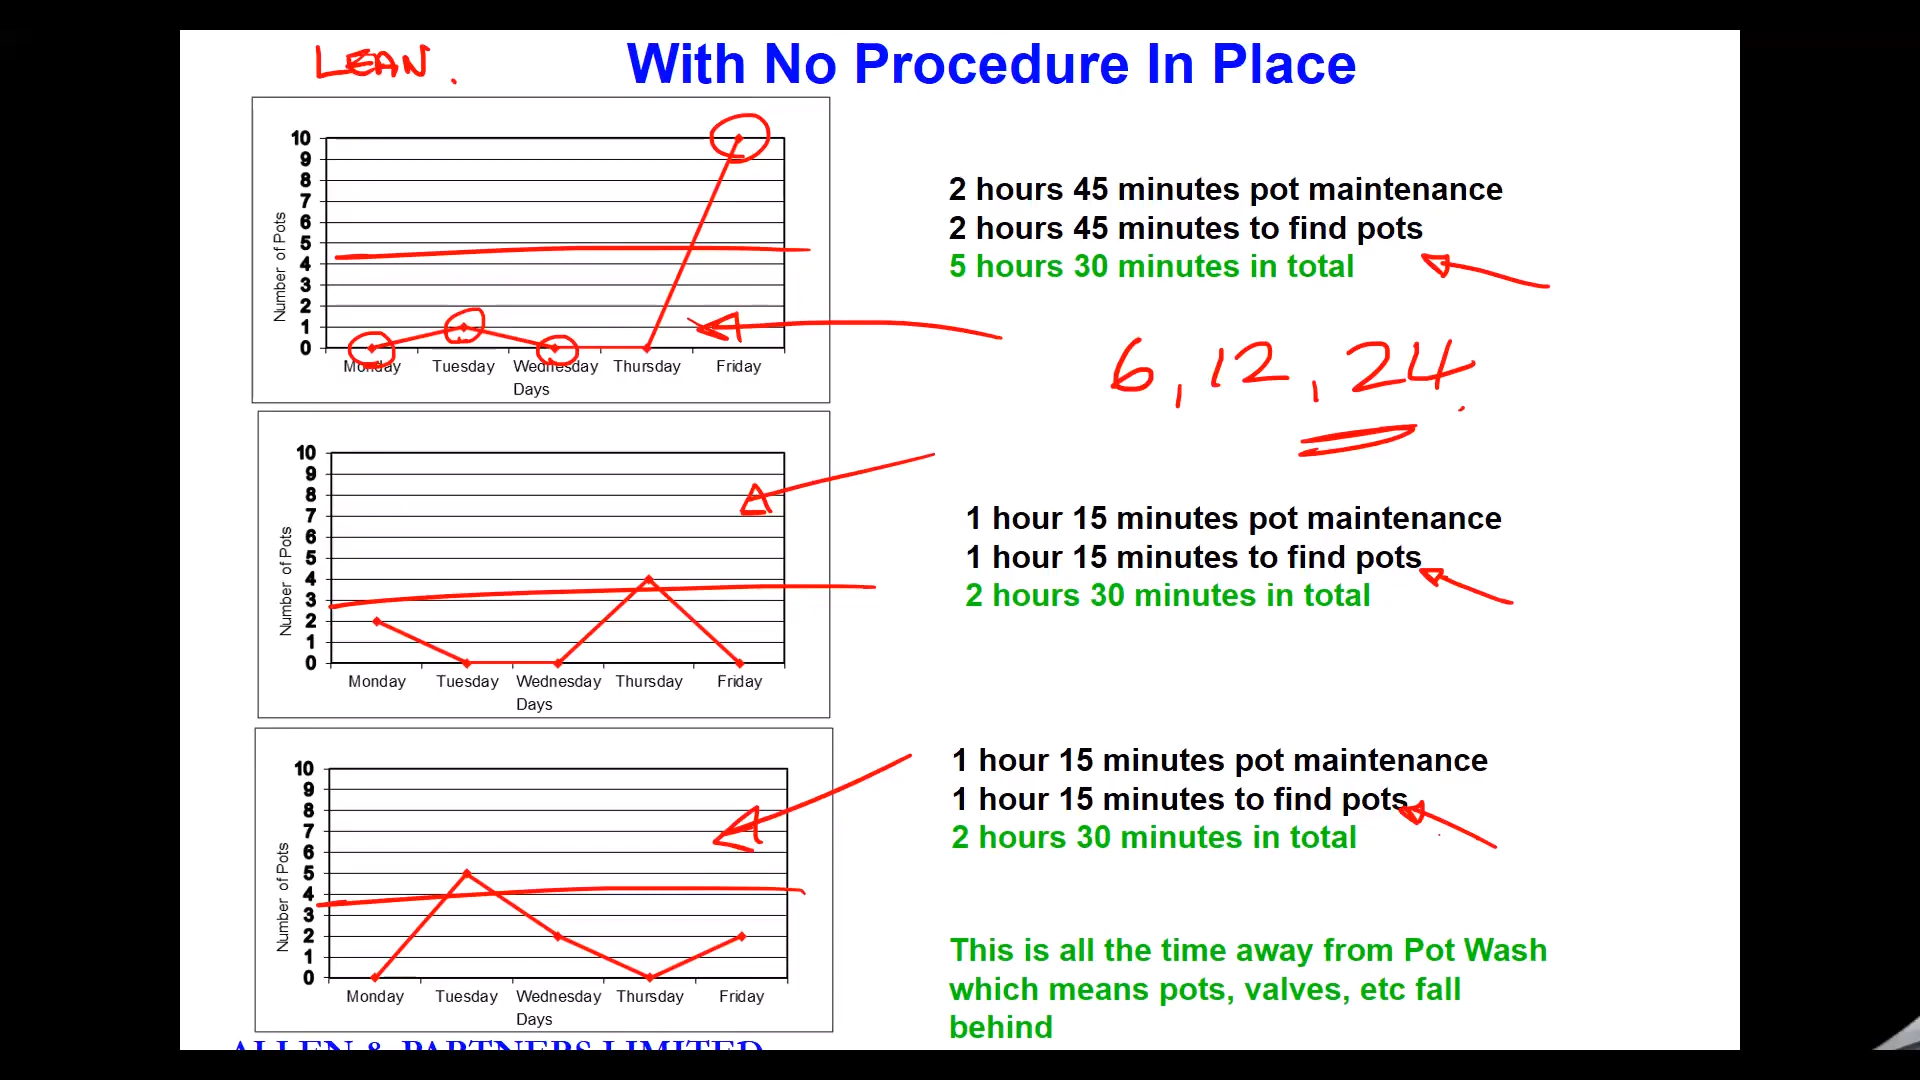 LEAN.
With No Procedure In Place
10
9
8
7
6
5
4
3
2
1
0
Number of Pots
Monday Tuesday Wednesday Thursday Friday
Days
2 hours 45 minutes pot maintenance
2 hours 45 minutes to find pots
5 hours 30 minutes in total
6, 12, 24.
10
9
8
7
6
5
4
3
2
1
0
Number of Pots
Monday Tuesday Wednesday Thursday Friday
Days
1 hour 15 minutes pot maintenance
1 hour 15 minutes to find pots
2 hours 30 minutes in total
10
9
8
7
6
5
4
3
2
1
0
Number of Pots
Monday Tuesday Wednesday Thursday Friday
Days
1 hour 15 minutes pot maintenance
1 hour 15 minutes to find pots
2 hours 30 minutes in total
This is all the time away from Pot Wash
which means pots, valves, etc fall
behind
ALLEN & PARTNERS LIMITED